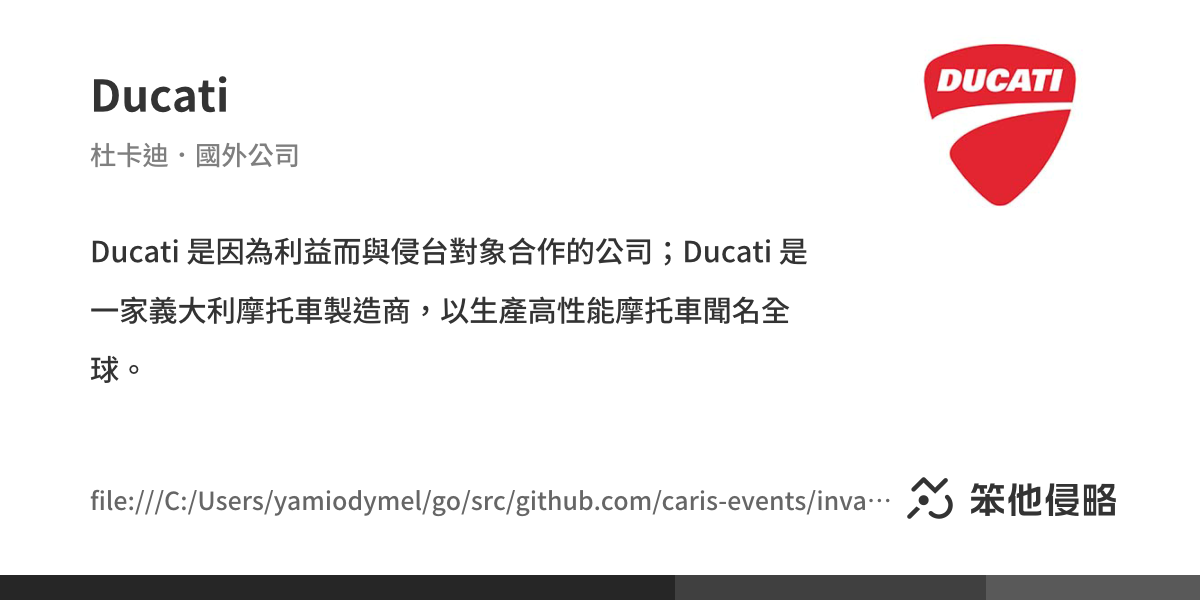 DUCATI
Ducati
杜卡迪・國外公司
Ducati 是因為利益而與侵台對象合作的公司；Ducati 是
一家義大利摩托車製造商，以生產高性能摩托車聞名全
球。
file:///C:/Users/yamiodymel/go/src/github.com/caris-events/inva…
笨他侵略